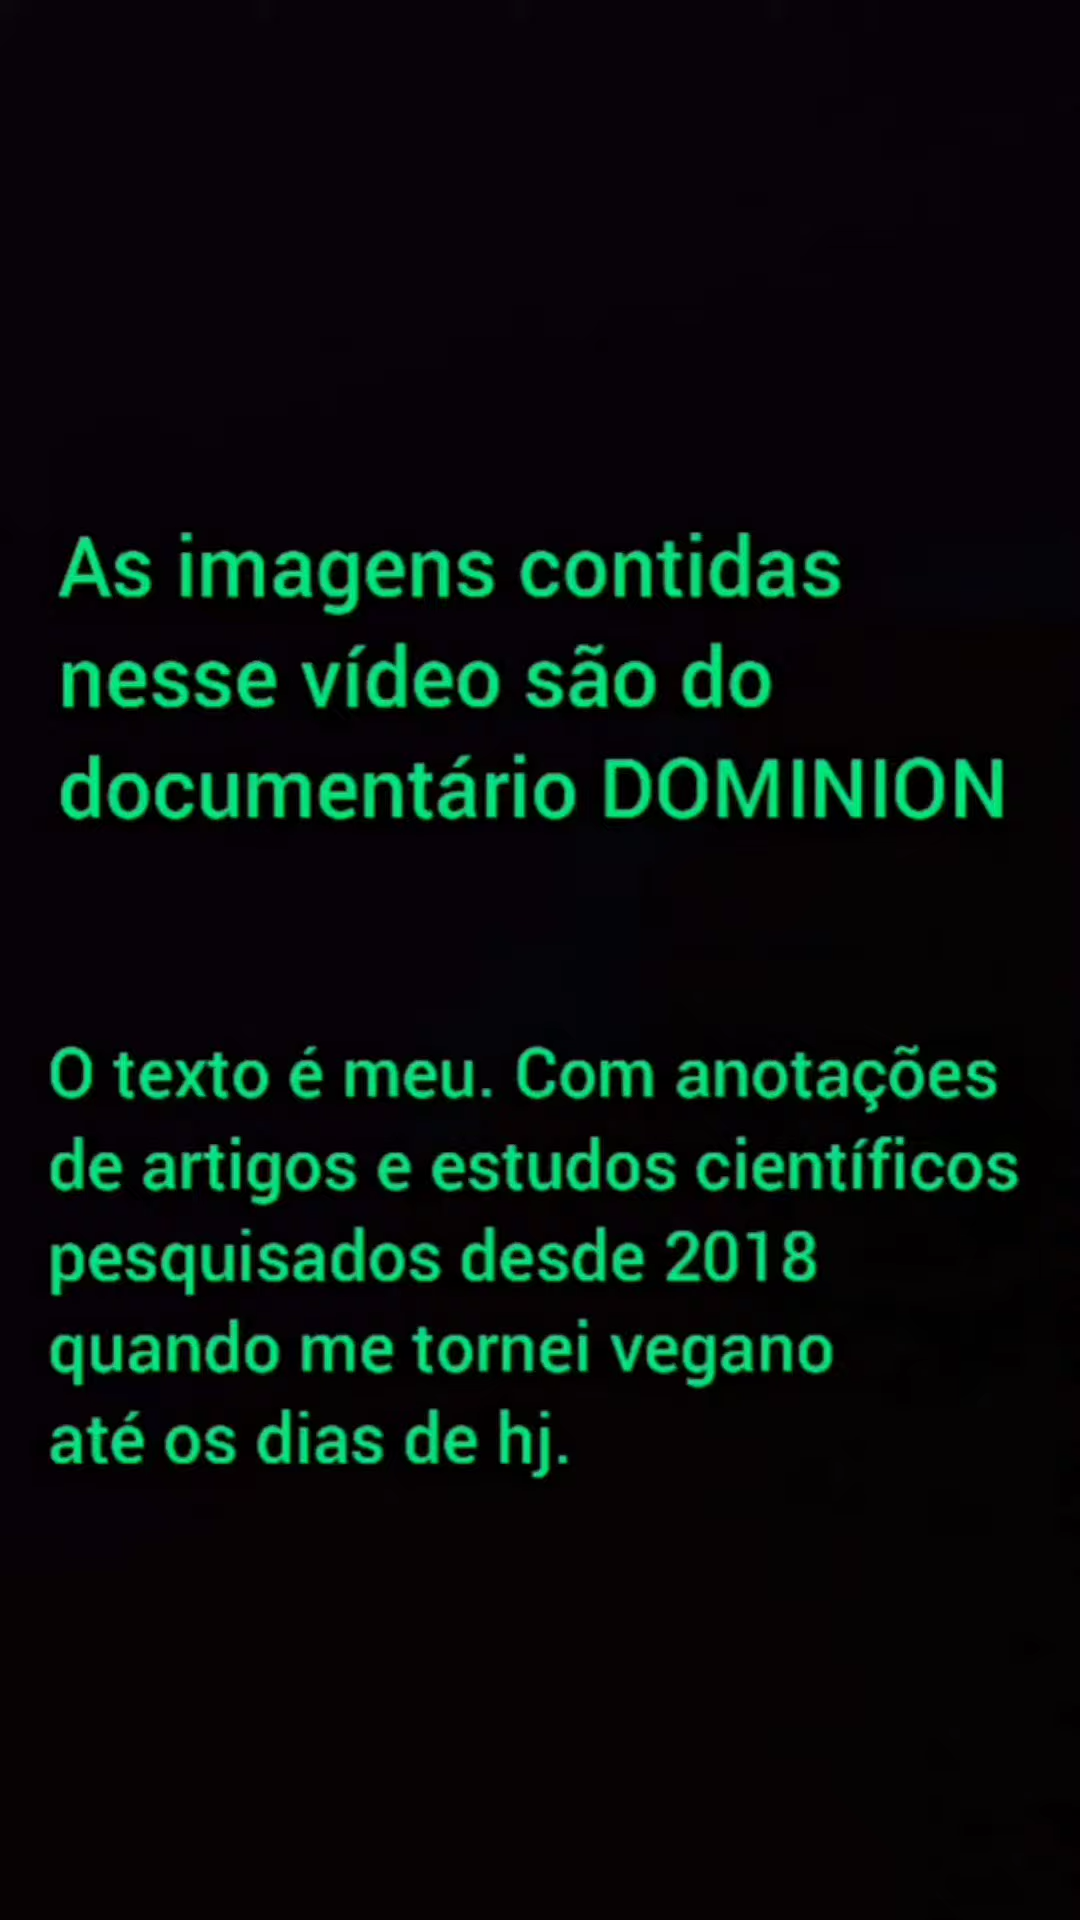 As imagens contidas
nesse vídeo são do
documentário DOMINION
O texto é meu. Com anotações
de artigos e estudos científicos
pesquisados desde 2018
quando me tornei vegano
até os dias de hj.